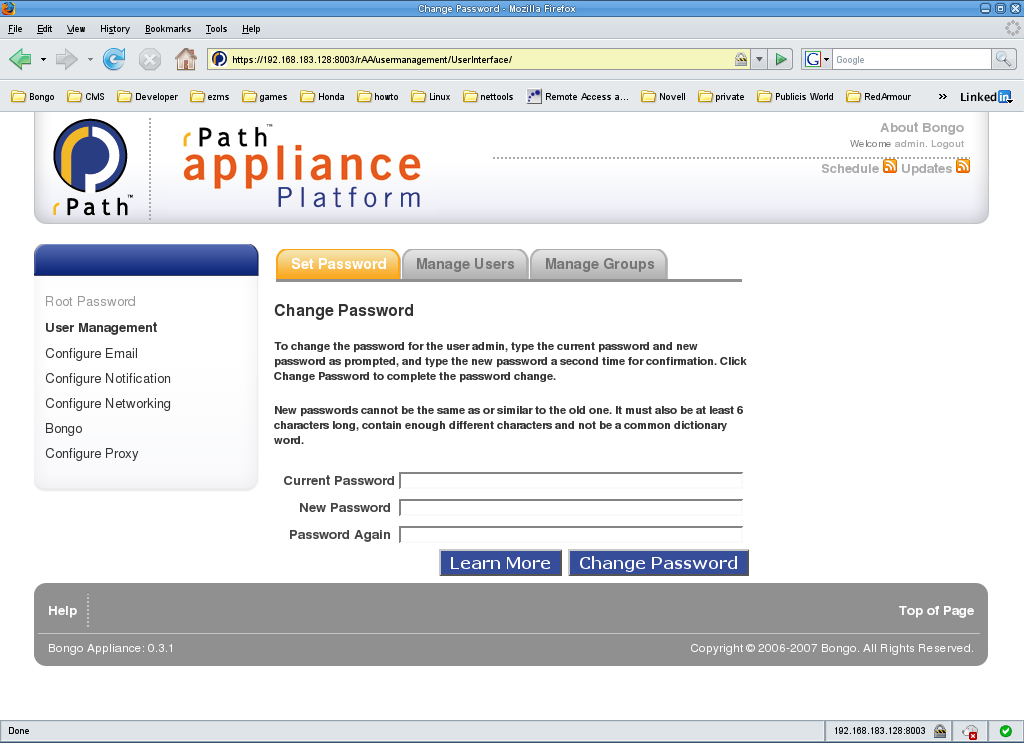 Change Password - Mozilla Firefox
File Edit View History Bookmarks Tools Help
https://192.168.183.128:8003/rAA/usermanagement/UserInterface/
G Google
Bongo CMS Developer ezms games Honda howto Linux nettools Remote Access a... Novell private Publicis World RedArmour » Linked in
rPath™
rPath™
appliance
Platform
About Bongo
Welcome admin. Logout
Schedule Updates
Set Password Manage Users Manage Groups
Root Password
User Management
Configure Email
Configure Notification
Configure Networking
Bongo
Configure Proxy
Change Password
To change the password for the user admin, type the current password and new
password as prompted, and type the new password a second time for confirmation. Click
Change Password to complete the password change.
New passwords cannot be the same as or similar to the old one. It must also be at least 6
characters long, contain enough different characters and not be a common dictionary
word.
Current Password
New Password
Password Again
Learn More Change Password
Help Top of Page
Bongo Appliance: 0.3.1 Copyright © 2006-2007 Bongo. All Rights Reserved.
Done 192.168.183.128:8003